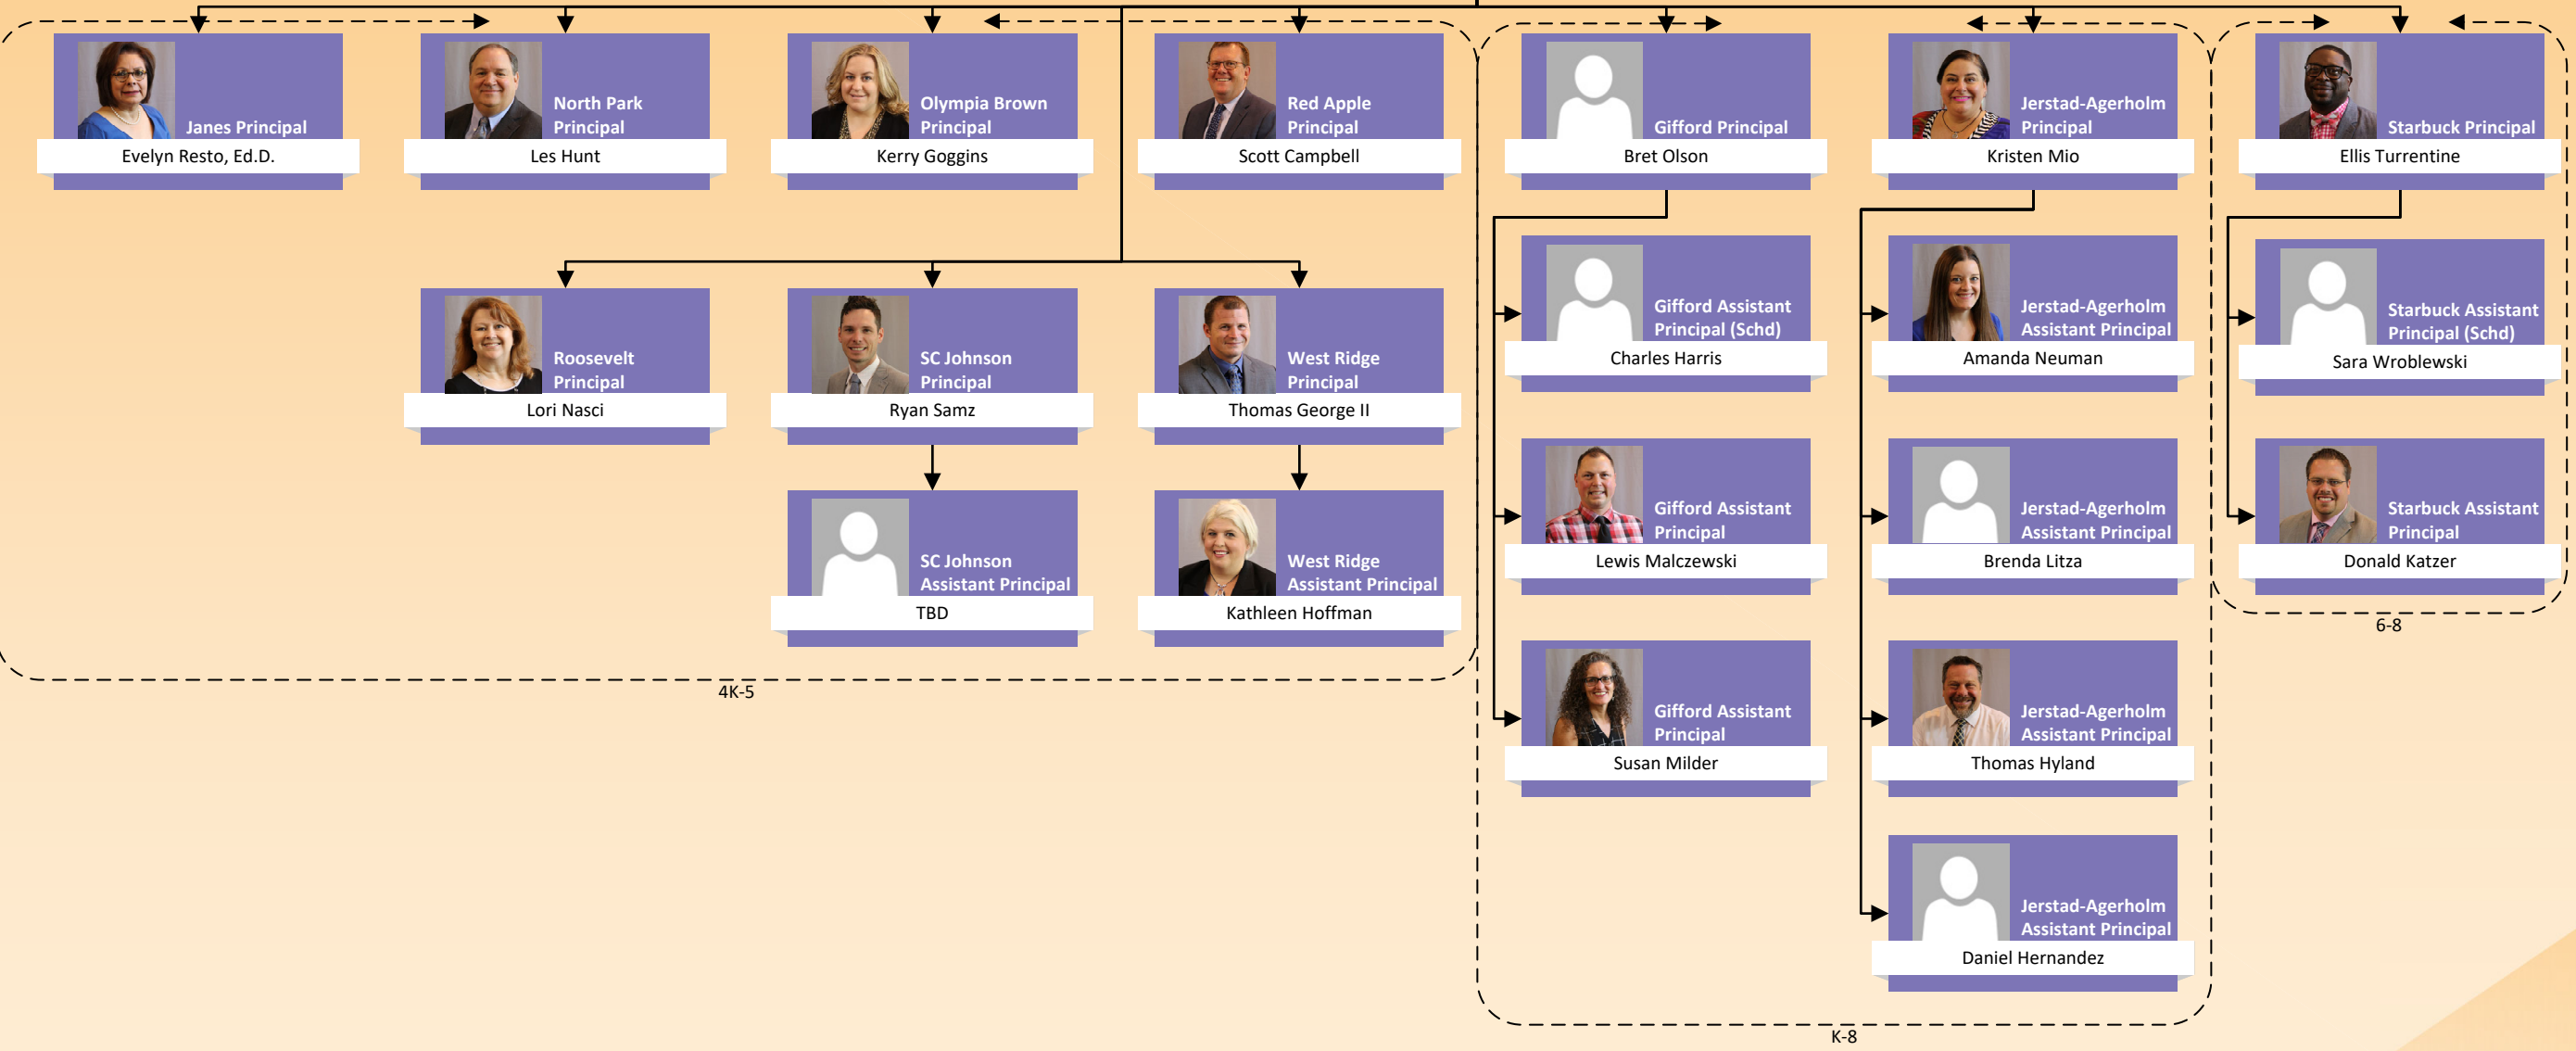 Janes Principal
Evelyn Resto, Ed.D.
North Park
Principal
Les Hunt
Olympia Brown
Principal
Kerry Goggins
Red Apple
Principal
Scott Campbell
Gifford Principal
Bret Olson
Jerstad-Agerholm
Principal
Kristen Mio
Starbuck Principal
Ellis Turrentine
Roosevelt
Principal
Lori Nasci
SC Johnson
Principal
Ryan Samz
West Ridge
Principal
Thomas George II
SC Johnson
Assistant Principal
TBD
West Ridge
Assistant Principal
Kathleen Hoffman
4K-5
Gifford Assistant
Principal (Schd)
Charles Harris
Gifford Assistant
Principal
Lewis Malczewski
Gifford Assistant
Principal
Susan Milder
Jerstad-Agerholm
Assistant Principal
Amanda Neuman
Jerstad-Agerholm
Assistant Principal
Brenda Litza
Jerstad-Agerholm
Assistant Principal
Thomas Hyland
Jerstad-Agerholm
Assistant Principal
Daniel Hernandez
K-8
Starbuck Assistant
Principal (Schd)
Sara Wroblewski
Starbuck Assistant
Principal
Donald Katzer
6-8